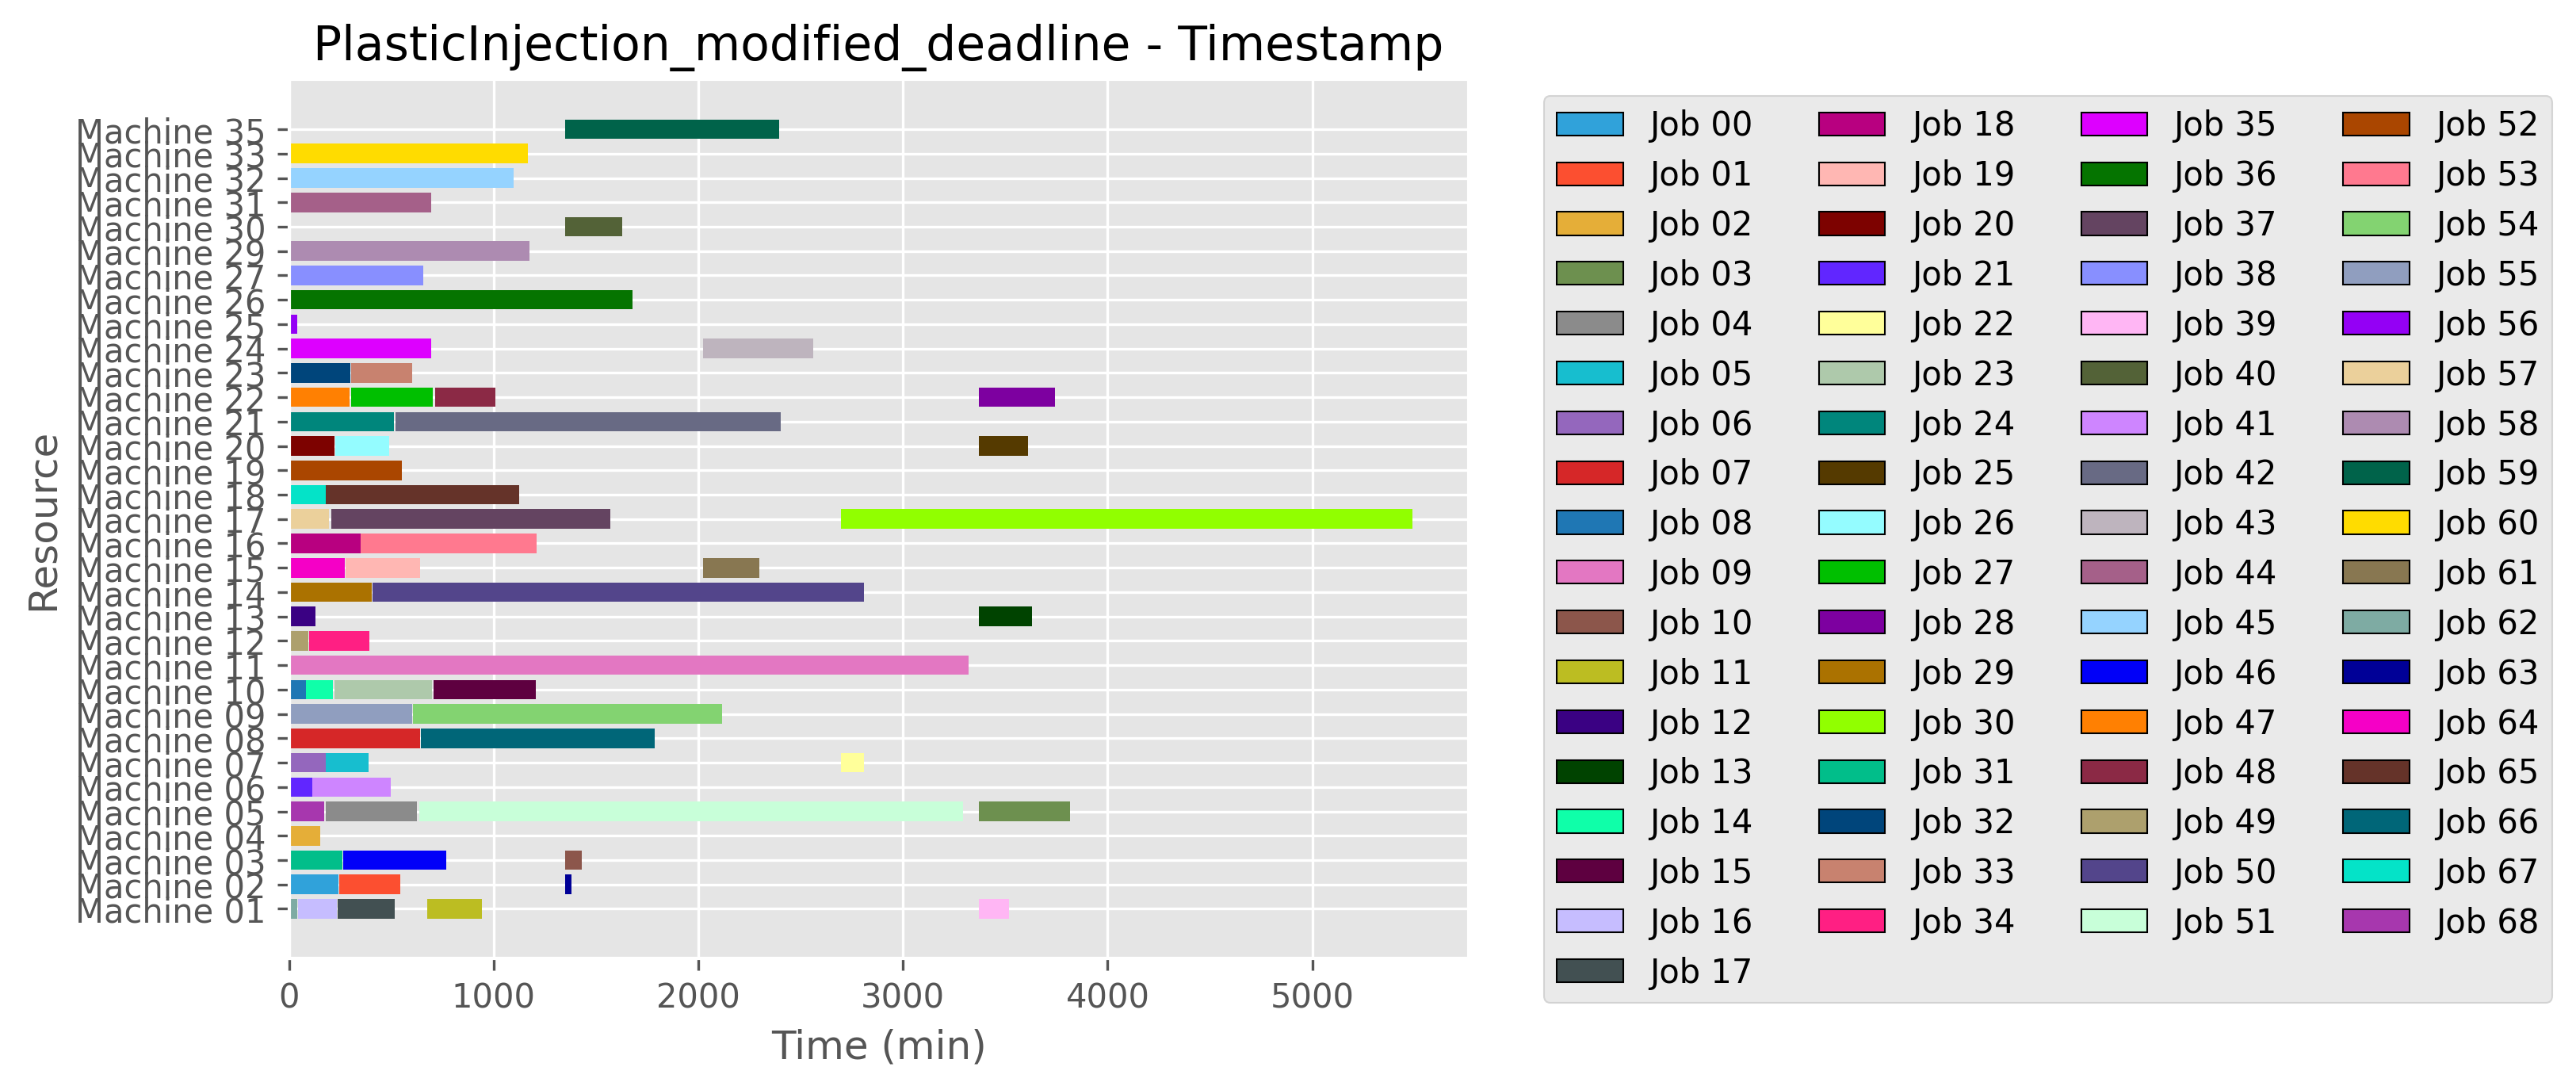 PlasticInjection_modified_deadline - Timestamp
Resource
Machine 35
Machine 33
Machine 32
Machine 31
Machine 30
Machine 29
Machine 27
Machine 26
Machine 25
Machine 24
Machine 23
Machine 22
Machine 21
Machine 20
Machine 19
Machine 18
Machine 17
Machine 16
Machine 15
Machine 14
Machine 13
Machine 12
Machine 11
Machine 10
Machine 09
Machine 08
Machine 07
Machine 06
Machine 05
Machine 04
Machine 03
Machine 02
Machine 01
0 1000 2000 3000 4000 5000
Time (min)
Job 00 Job 18 Job 35 Job 52
Job 01 Job 19 Job 36 Job 53
Job 02 Job 20 Job 37 Job 54
Job 03 Job 21 Job 38 Job 55
Job 04 Job 22 Job 39 Job 56
Job 05 Job 23 Job 40 Job 57
Job 06 Job 24 Job 41 Job 58
Job 07 Job 25 Job 42 Job 59
Job 08 Job 26 Job 43 Job 60
Job 09 Job 27 Job 44 Job 61
Job 10 Job 28 Job 45 Job 62
Job 11 Job 29 Job 46 Job 63
Job 12 Job 30 Job 47 Job 64
Job 13 Job 31 Job 48 Job 65
Job 14 Job 32 Job 49 Job 66
Job 15 Job 33 Job 50 Job 67
Job 16 Job 34 Job 51 Job 68
Job 17